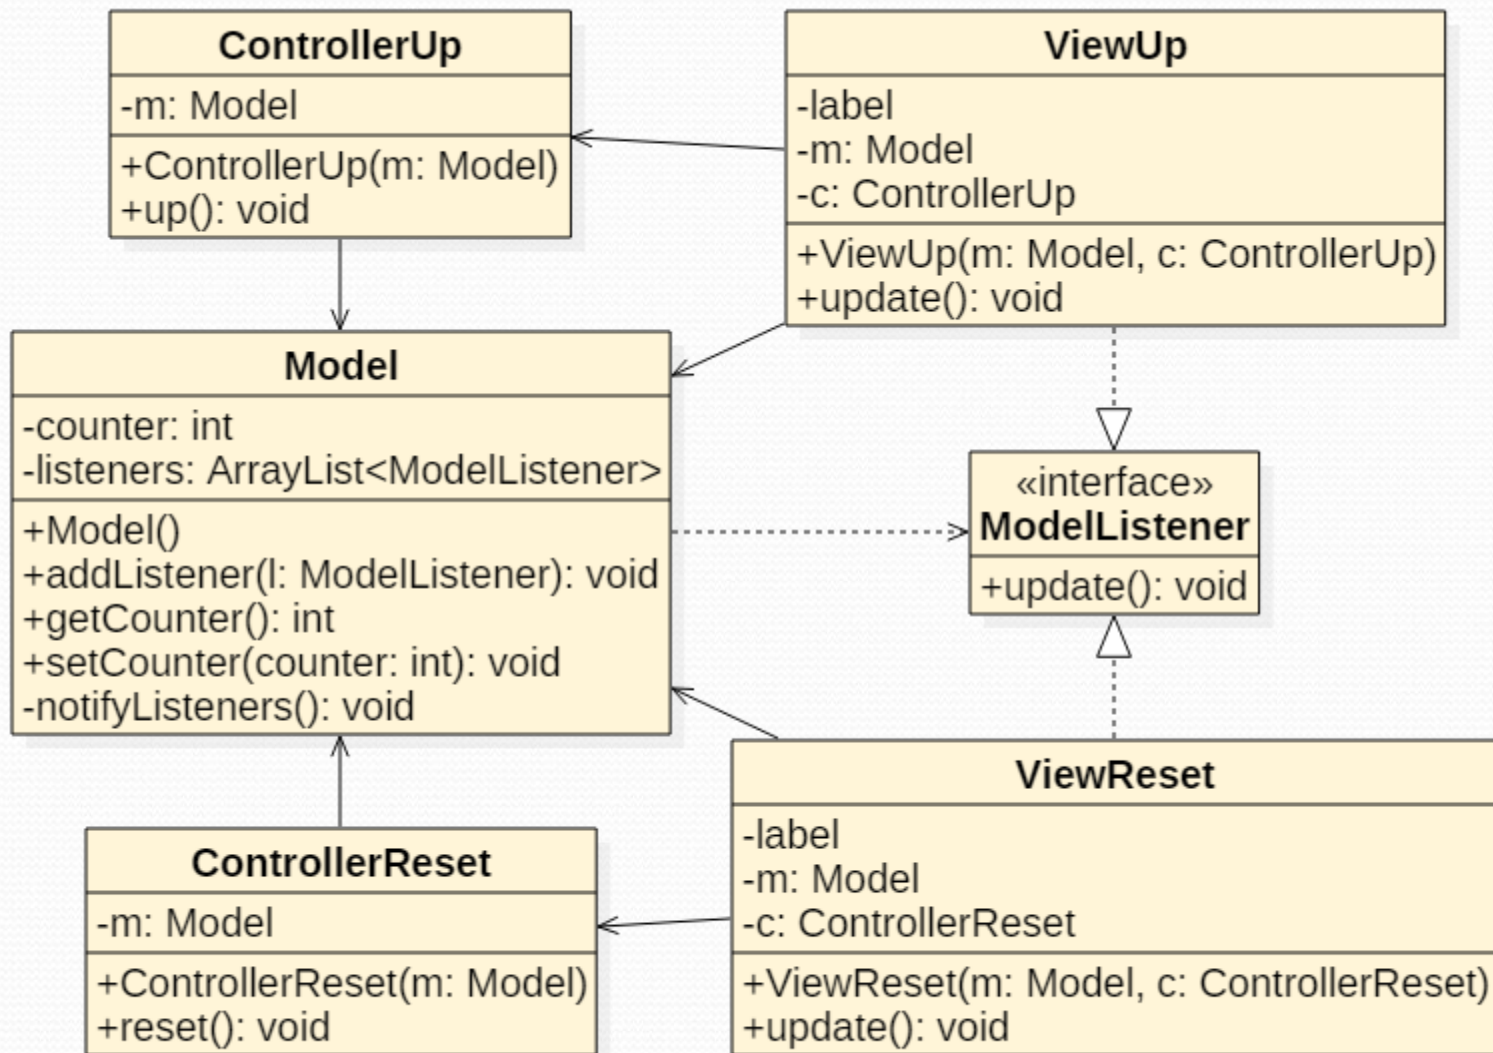 ControllerUp
-m: Model
+ControllerUp(m: Model)
+up(): void
ViewUp
-label
-m: Model
-c: ControllerUp
+ViewUp(m: Model, c: ControllerUp)
+update(): void
Model
-counter: int
-listeners: ArrayList<ModelListener>
+Model()
+addListener(l: ModelListener): void
+getCounter(): int
+setCounter(counter: int): void
-notifyListeners(): void
«interface»
ModelListener
+update(): void
ControllerReset
-m: Model
+ControllerReset(m: Model)
+reset(): void
ViewReset
-label
-m: Model
-c: ControllerReset
+ViewReset(m: Model, c: ControllerReset)
+update(): void